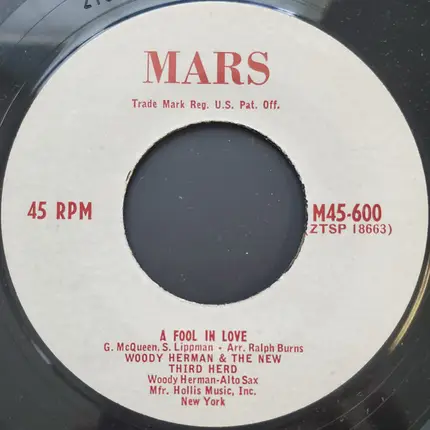 MARS
Trade Mark Reg. U.S. Pat. Off.
45 RPM
M45-600
ZTSP 18663)
A FOOL IN LOVE
G. McQueen, S. Lippman - Arr. Ralph Burns
WOODY HERMAN & THE NEW
THIRD HERD
Woody Herman-Alto Sax
Mfr. Hollis Music, Inc.
New York